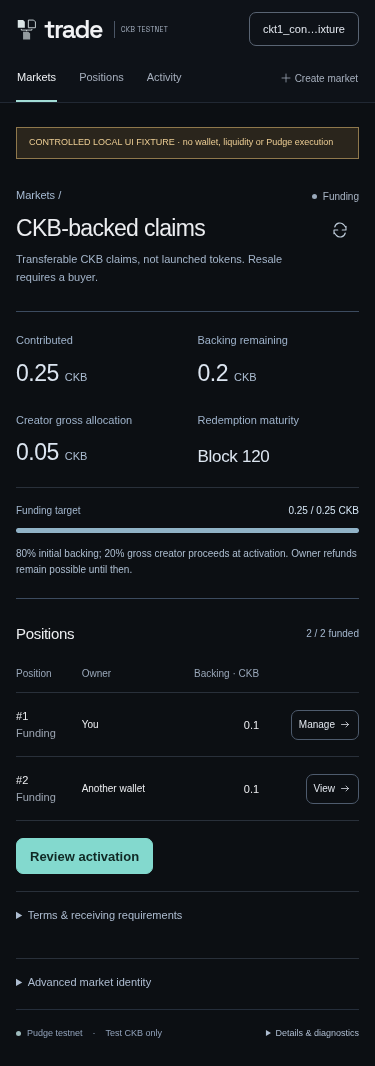 trade CKB TESTNET ckt1_con…ixture
Markets Positions Activity Create market
CONTROLLED LOCAL UI FIXTURE · no wallet, liquidity or Pudge execution
Markets / Funding
CKB-backed claims
Transferable CKB claims, not launched tokens. Resale
requires a buyer.
Contributed Backing remaining
0.25 CKB 0.2 CKB
Creator gross allocation Redemption maturity
0.05 CKB Block 120
Funding target 0.25 / 0.25 CKB
80% initial backing; 20% gross creator proceeds at activation. Owner refunds
remain possible until then.
Positions 2 / 2 funded
Position Owner Backing · CKB
#1
Funding You 0.1 Manage →
#2
Funding Another wallet 0.1 View →
Review activation
Terms & receiving requirements
Advanced market identity
Pudge testnet · Test CKB only Details & diagnostics